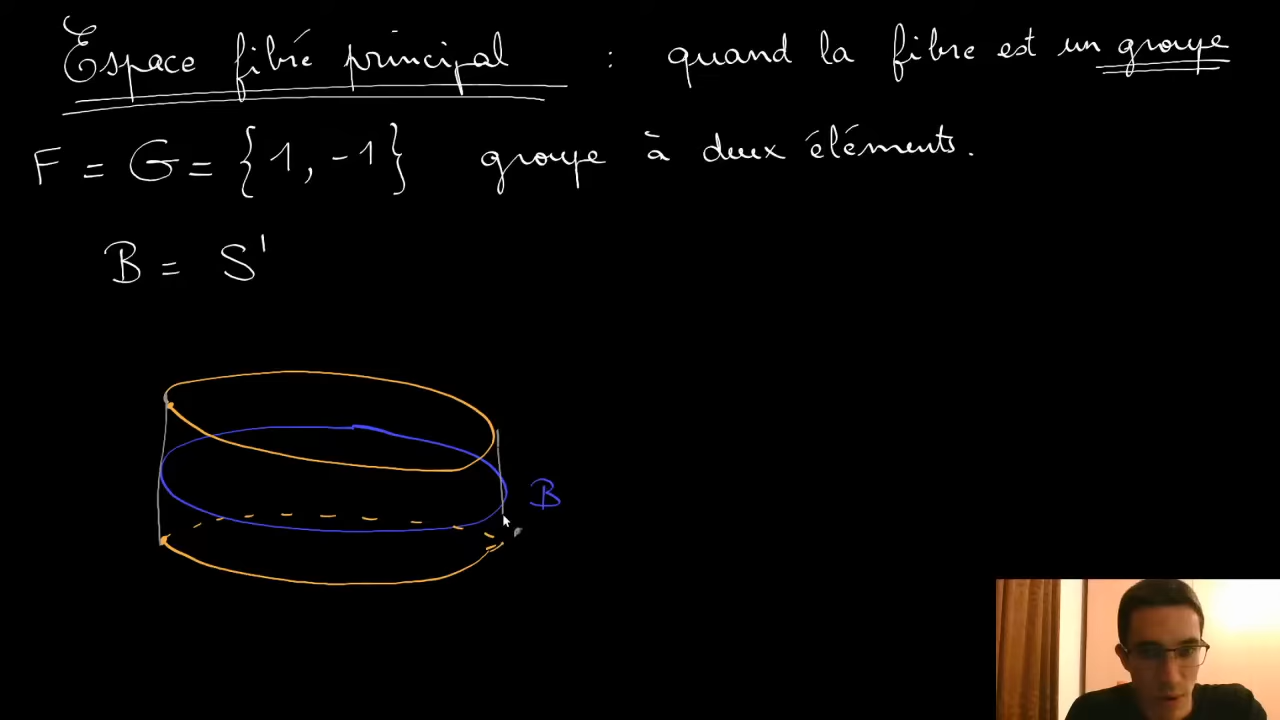 Espace fibré principal : quand la fibre est un groupe
F = G = {1, -1} groupe à deux éléments.
B = S¹
B